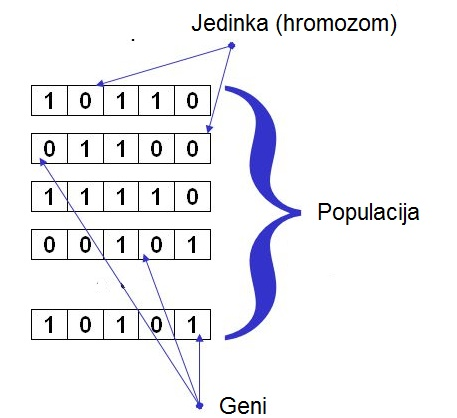 Jedinka (hromozom)
1 0 1 1 0
0 1 1 0 0
1 1 1 1 0
Populacija
0 0 1 0 1
1 0 1 0 1
Geni